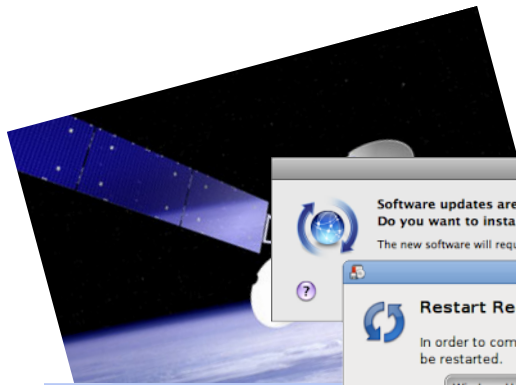 Software updates are
Do you want to insta
The new software will requ
?
Restart Re
In order to com
be restarted.